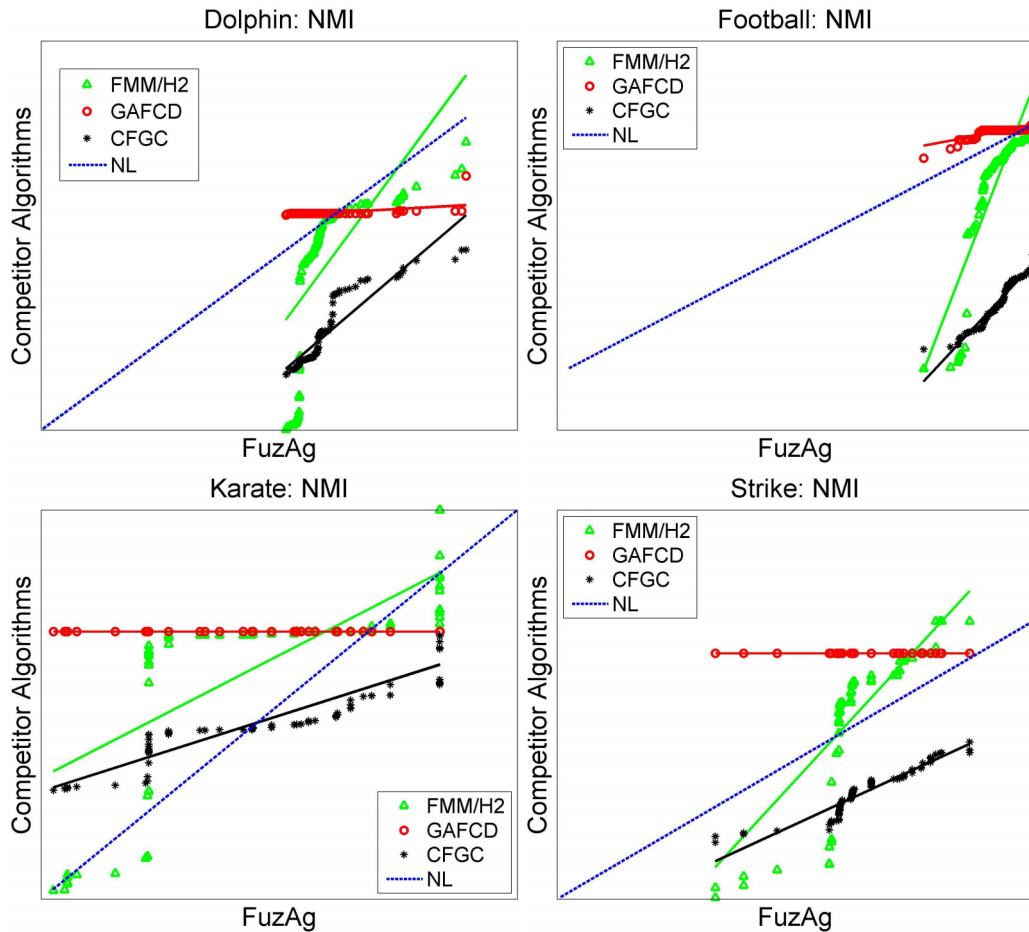 Dolphin: NMI
Competitor Algorithms
FMM/H2
GAFCD
CFGC
NL
FuzAg
Football: NMI
Competitor Algorithms
FMM/H2
GAFCD
CFGC
NL
FuzAg
Karate: NMI
Competitor Algorithms
FMM/H2
GAFCD
CFGC
NL
FuzAg
Strike: NMI
Competitor Algorithms
FMM/H2
GAFCD
CFGC
NL
FuzAg